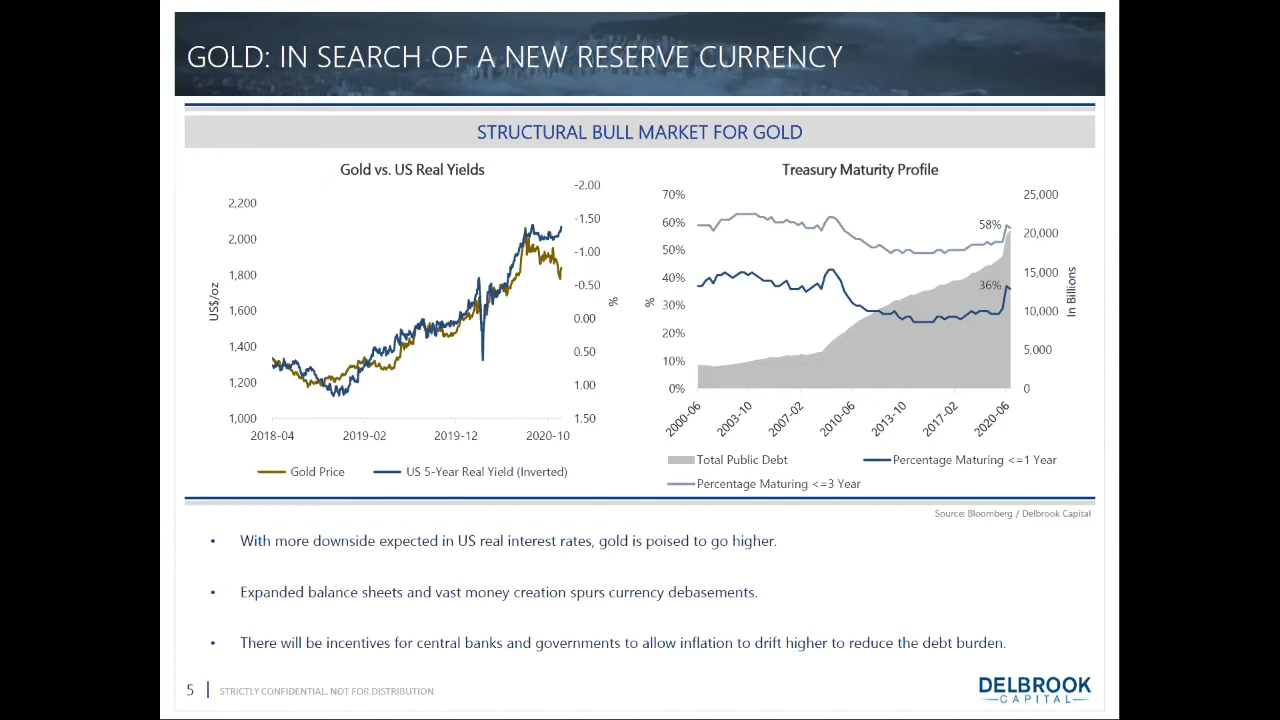 GOLD: IN SEARCH OF A NEW RESERVE CURRENCY
STRUCTURAL BULL MARKET FOR GOLD
Gold vs. US Real Yields
US$/oz
2,200
2,000
1,800
1,600
1,400
1,200
1,000
-2.00
-1.50
-1.00
-0.50
0.00
0.50
1.00
1.50
%
2018-04
2019-02
2019-12
2020-10
Gold Price
US 5-Year Real Yield (Inverted)
Treasury Maturity Profile
%
70%
60%
50%
40%
30%
20%
10%
0%
58%
36%
25,000
20,000
15,000
10,000
5,000
0
In Billions
2000-06
2003-10
2007-02
2010-06
2013-10
2017-02
2020-06
Total Public Debt
Percentage Maturing <=1 Year
Percentage Maturing <=3 Year
Source: Bloomberg / Delbrook Capital
• With more downside expected in US real interest rates, gold is poised to go higher.
• Expanded balance sheets and vast money creation spurs currency debasements.
• There will be incentives for central banks and governments to allow inflation to drift higher to reduce the debt burden.
5 | STRICTLY CONFIDENTIAL. NOT FOR DISTRIBUTION
DELBROOK
CAPITAL